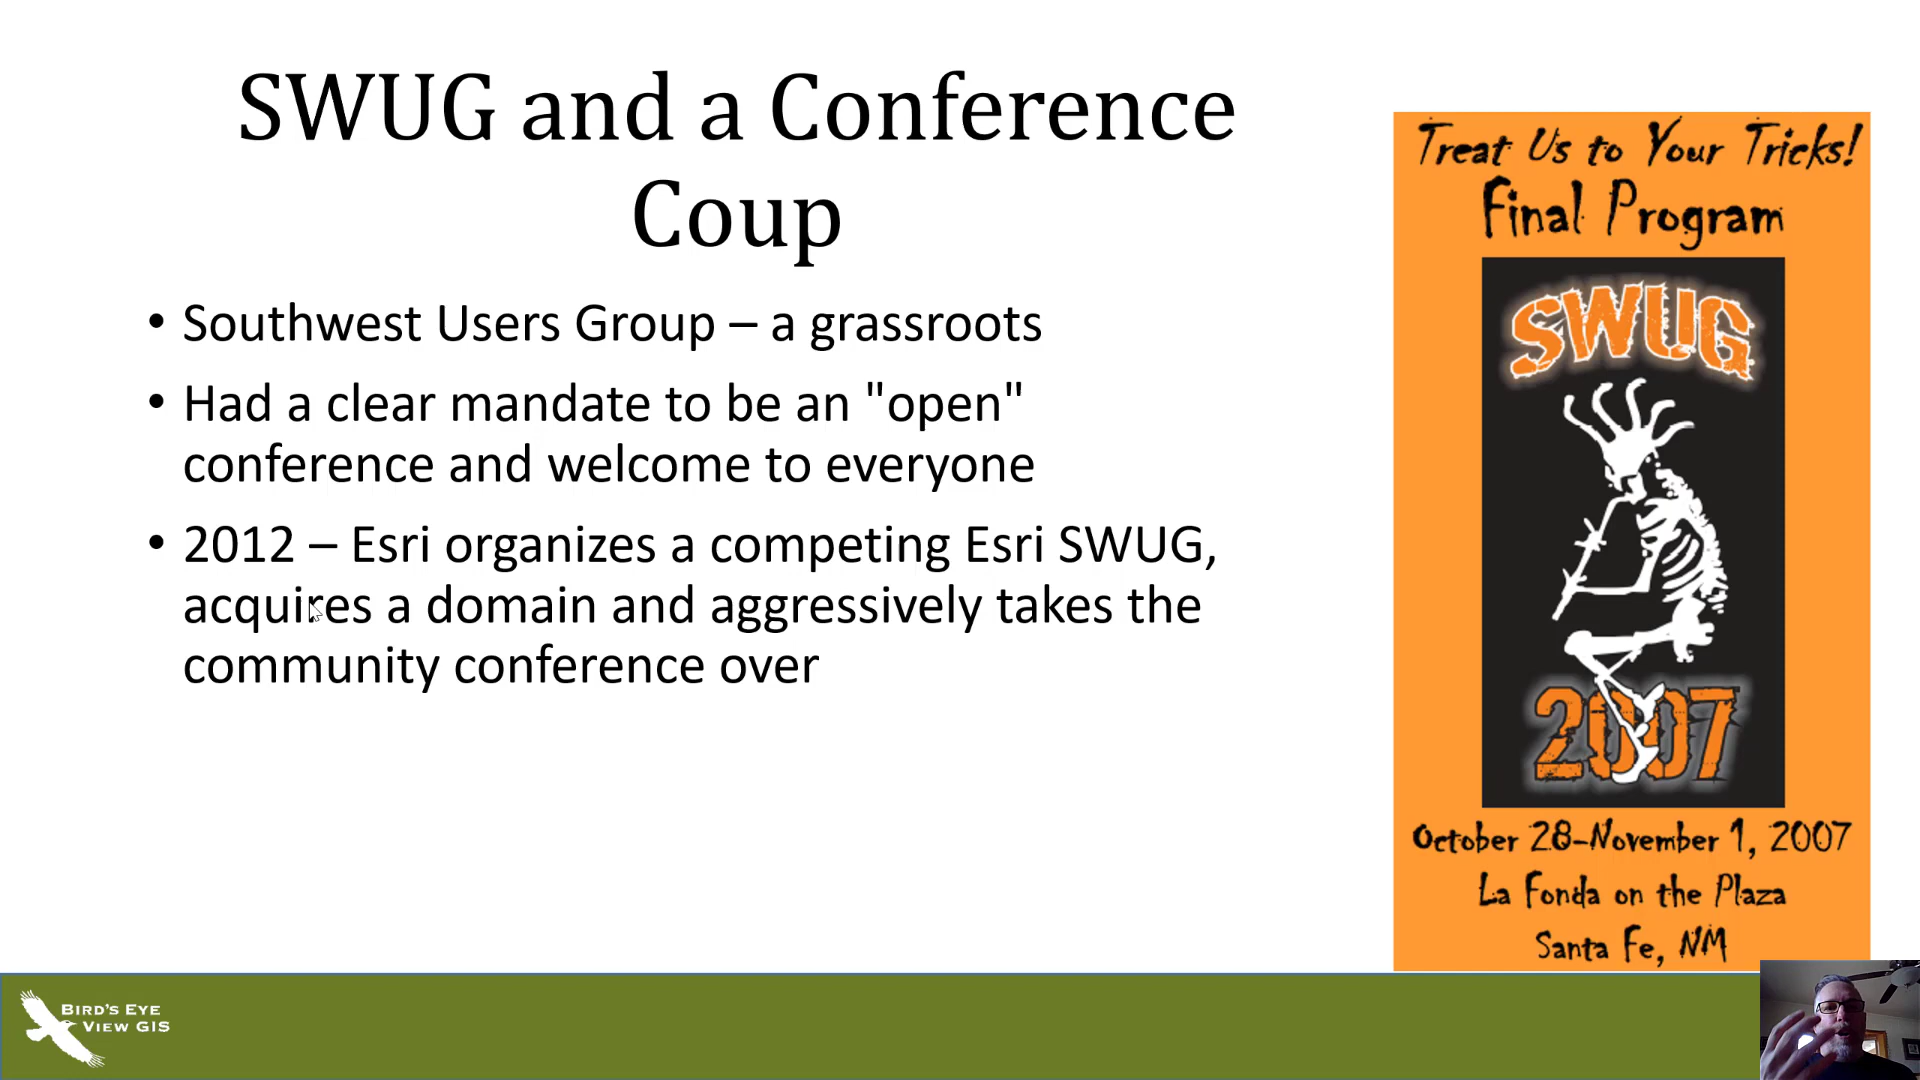 SWUG and a Conference
Coup
• Southwest Users Group – a grassroots
• Had a clear mandate to be an "open"
conference and welcome to everyone
• 2012 – Esri organizes a competing Esri SWUG,
acquires a domain and aggressively takes the
community conference over
Treat Us to Your Tricks!
Final Program
SWUG
2007
October 28-November 1, 2007
La Fonda on the Plaza
Santa Fe, NM
BIRD'S EYE
VIEW GIS